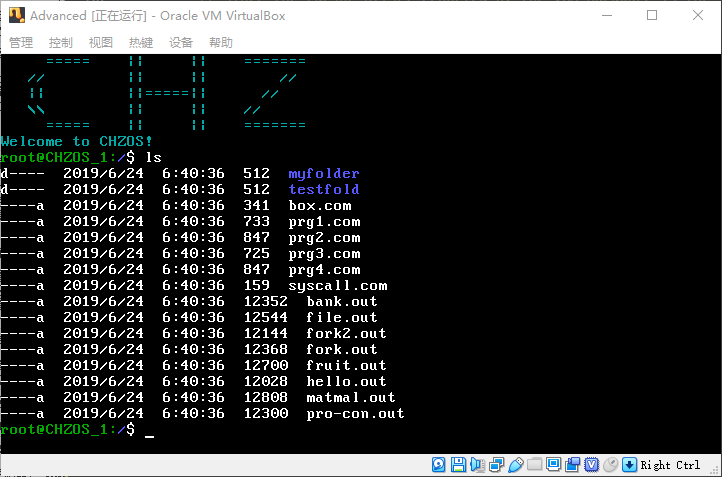 Advanced [正在运行] - Oracle VM VirtualBox
管理 控制 视图 热键 设备 帮助
=====    ||     ||    =======
//         ||     ||        //
||         ||=====||      //
\\         ||     ||    //
=====    ||     ||    =======
Welcome to CHZOS!
root@CHZOS_1:/$ ls
d----  2019/6/24  6:40:36  512  myfolder
d----  2019/6/24  6:40:36  512  testfold
----a  2019/6/24  6:40:36  341  box.com
----a  2019/6/24  6:40:36  733  prg1.com
----a  2019/6/24  6:40:36  847  prg2.com
----a  2019/6/24  6:40:36  725  prg3.com
----a  2019/6/24  6:40:36  847  prg4.com
----a  2019/6/24  6:40:36  159  syscall.com
----a  2019/6/24  6:40:36  12352  bank.out
----a  2019/6/24  6:40:36  12544  file.out
----a  2019/6/24  6:40:36  12144  fork2.out
----a  2019/6/24  6:40:36  12368  fork.out
----a  2019/6/24  6:40:36  12700  fruit.out
----a  2019/6/24  6:40:36  12028  hello.out
----a  2019/6/24  6:40:36  12808  matmal.out
----a  2019/6/24  6:40:36  12300  pro-con.out
root@CHZOS_1:/$ _
Right Ctrl